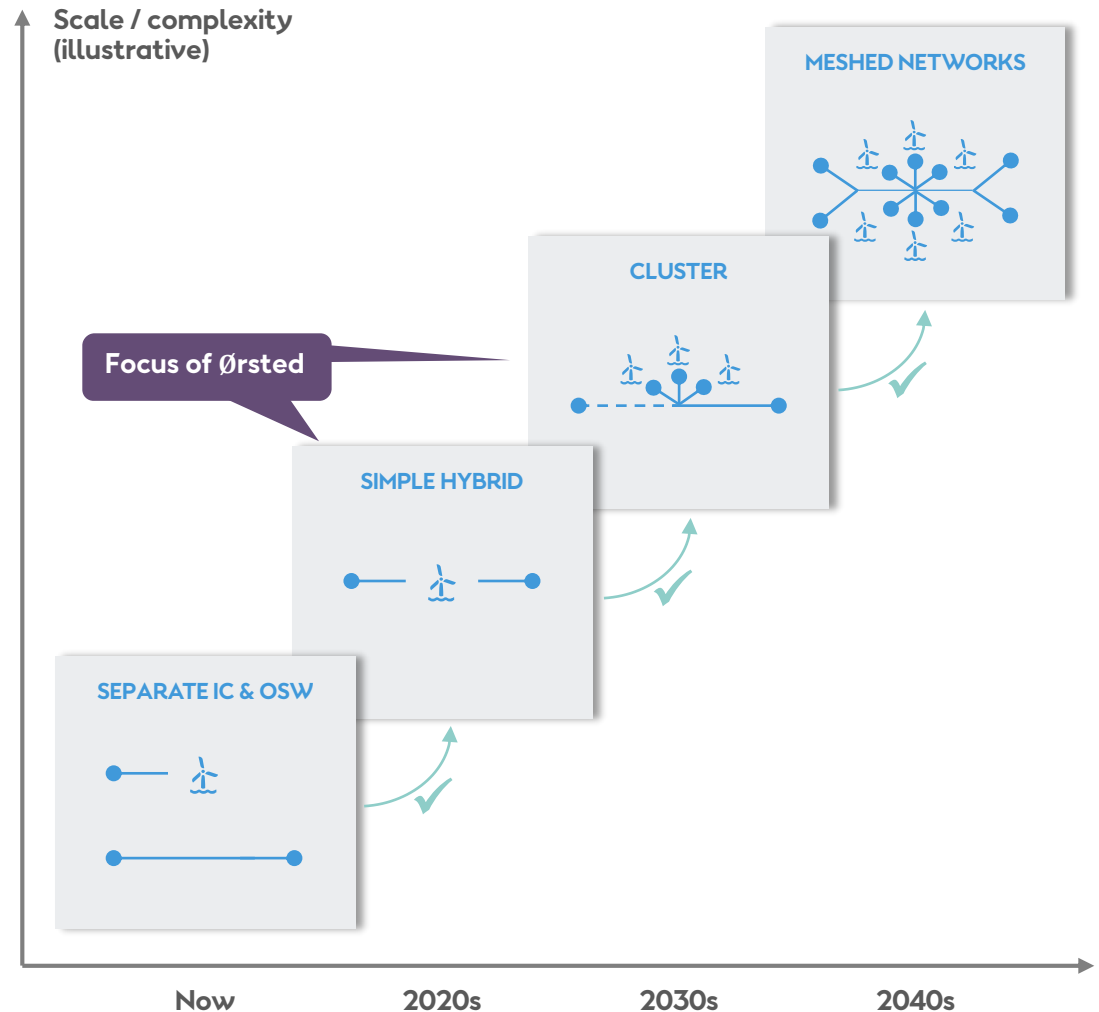 Scale / complexity
(illustrative)
MESHED NETWORKS
CLUSTER
Focus of Ørsted
SIMPLE HYBRID
SEPARATE IC & OSW
Now
2020s
2030s
2040s